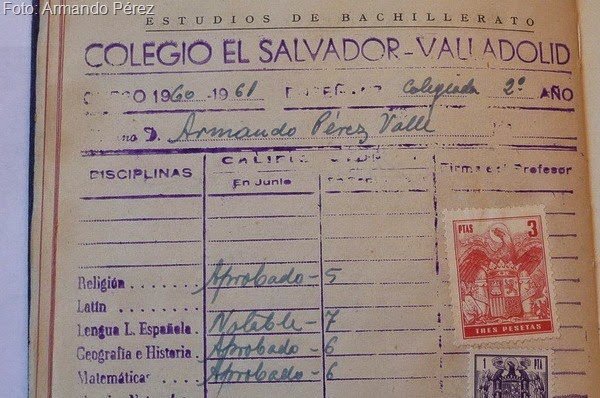 Foto: Armando Pérez
ESTUDIOS DE BACHILLERATO
COLEGIO EL SALVADOR-VALLADOLID
1960 -1961 Colegiada 2º AÑO
D. Armando Pérez Valle
DISCIPLINAS
En Junio
Profesor
Religión ....... Aprobado - 5
Latín .......
Lengua L. Española. Notable - 7
Geografía e Historia. Aprobado - 6
Matemáticas ... Aprobado - 6
PTAS 3
TRES PESETAS
1 PTA